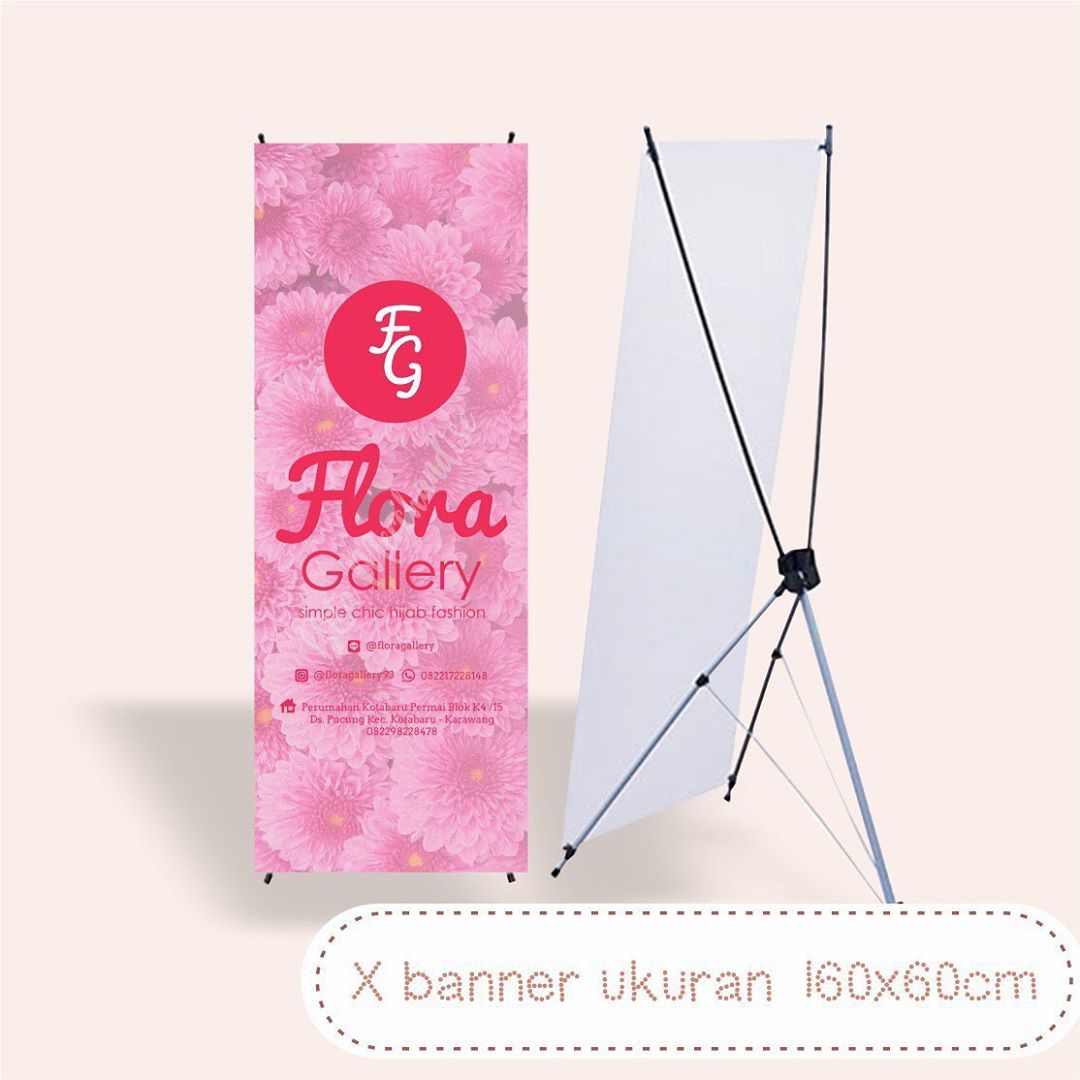 FG
Flora
Gallery
simple chic hijab fashion
@floragallery
@floragallery93 082217228148
Perumahan Kotabaru Permai Blok K4 /15
Ds. Pucung Kec. Kotabaru - Karawang
082298228478
X banner ukuran 160x60cm